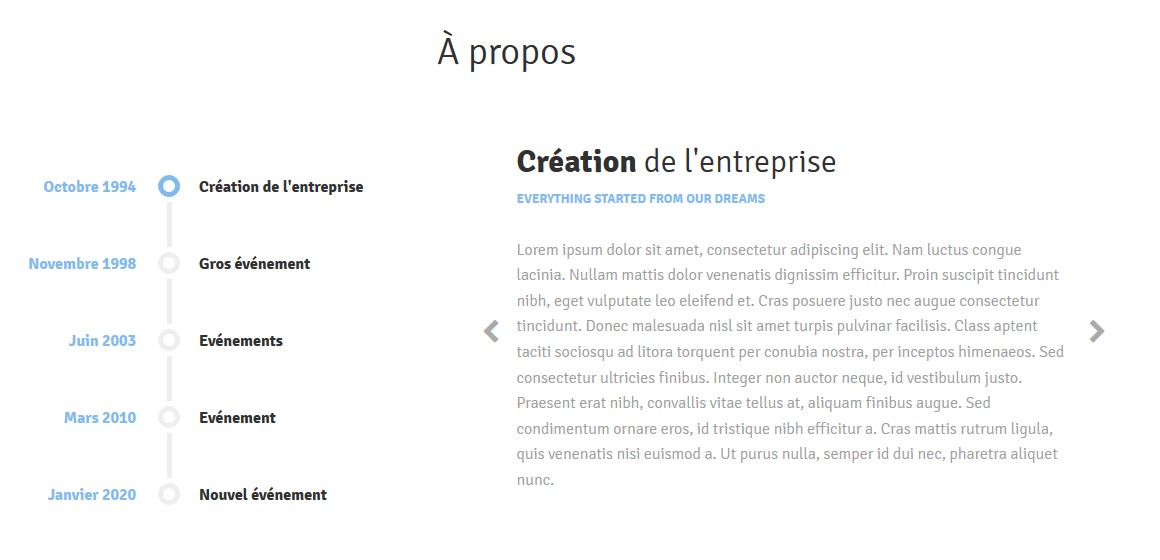 À propos
Octobre 1994 Création de l'entreprise
Novembre 1998 Gros événement
Juin 2003 Evénements
Mars 2010 Evénement
Janvier 2020 Nouvel événement
Création de l'entreprise
EVERYTHING STARTED FROM OUR DREAMS
Lorem ipsum dolor sit amet, consectetur adipiscing elit. Nam luctus congue
lacinia. Nullam mattis dolor venenatis dignissim efficitur. Proin suscipit tincidunt
nibh, eget vulputate leo eleifend et. Cras posuere justo nec augue consectetur
tincidunt. Donec malesuada nisl sit amet turpis pulvinar facilisis. Class aptent
taciti sociosqu ad litora torquent per conubia nostra, per inceptos himenaeos. Sed
consectetur ultricies finibus. Integer non auctor neque, id vestibulum justo.
Praesent erat nibh, convallis vitae tellus at, aliquam finibus augue. Sed
condimentum ornare eros, id tristique nibh efficitur a. Cras mattis rutrum ligula,
quis venenatis nisi euismod a. Ut purus nulla, semper id dui nec, pharetra aliquet
nunc.